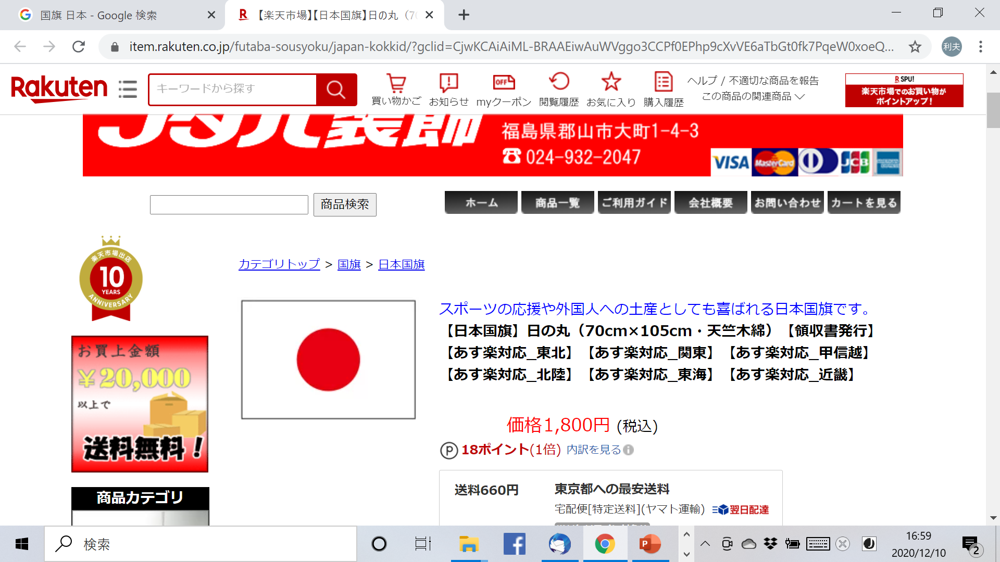 国旗 日本 - Google 検索
【楽天市場】【日本国旗】日の丸（70
item.rakuten.co.jp/futaba-sousyoku/japan-kokkid/?gclid=CjwKCAiAiML-BRAAEiwAuWVggo3CCPf0EPhp9cXvVE6aTbGt0fk7PqeW0xoeQ...
利夫
Rakuten
キーワードから探す
買い物かご
お知らせ
OFF
myクーポン
閲覧履歴
お気に入り
購入履歴
ヘルプ / 不適切な商品を報告
この商品の関連商品
R SPU!
楽天市場でのお買い物が
ポイントアップ!
装飾
福島県郡山市大町1-4-3
024-932-2047
VISA MasterCard JCB
商品検索
ホーム
商品一覧
ご利用ガイド
会社概要
お問い合わせ
カートを見る
楽天市場出店
10
YEARS
ANNIVERSARY
カテゴリトップ > 国旗 > 日本国旗
スポーツの応援や外国人への土産としても喜ばれる日本国旗です。
【日本国旗】日の丸（70cm×105cm・天竺木綿）【領収書発行】
【あす楽対応_東北】【あす楽対応_関東】【あす楽対応_甲信越】
【あす楽対応_北陸】【あす楽対応_東海】【あす楽対応_近畿】
お買上金額
¥20,000
以上で
送料無料!
価格1,800円 (税込)
P 18ポイント(1倍) 内訳を見る
送料660円
東京都への最安送料
宅配便[特定送料](ヤマト運輸) 翌日配達
商品カテゴリ
検索
16:59
2020/12/10
2